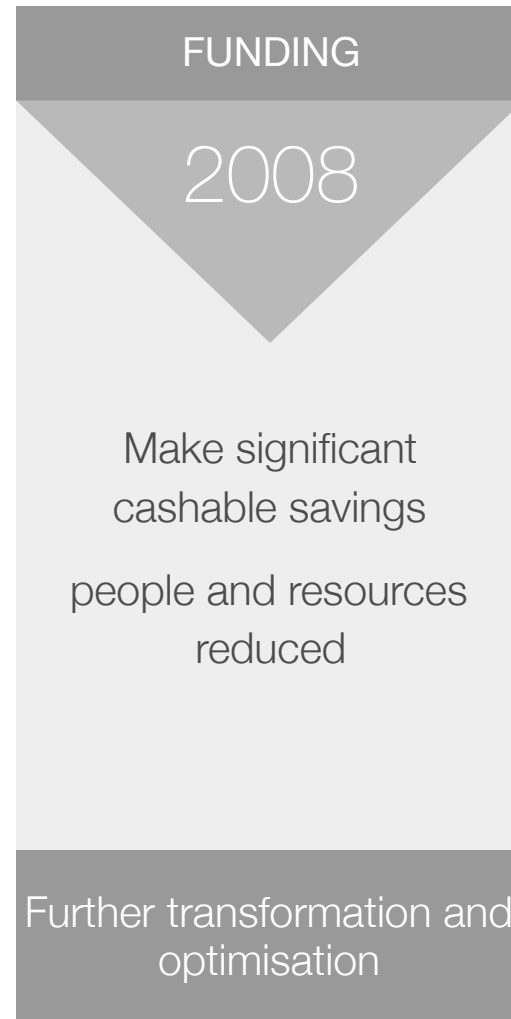 FUNDING
2008
Make significant
cashable savings
people and resources
reduced
Further transformation and
optimisation